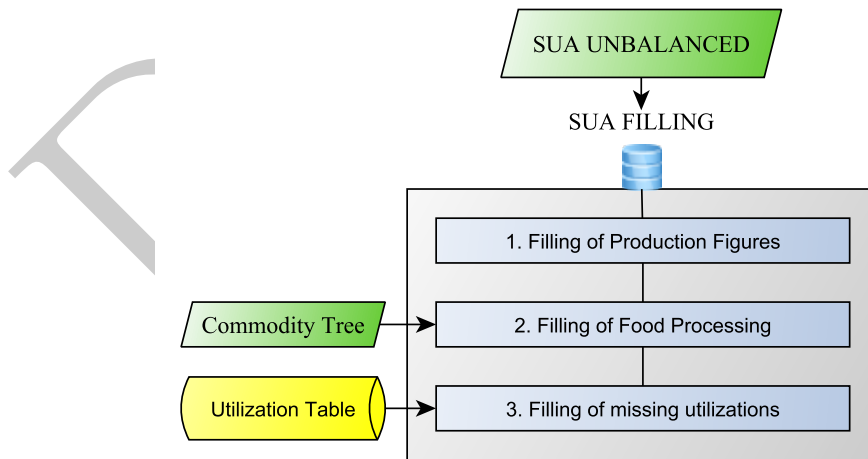 SUA UNBALANCED
SUA FILLING
1. Filling of Production Figures
Commodity Tree
2. Filling of Food Processing
Utilization Table
3. Filling of missing utilizations